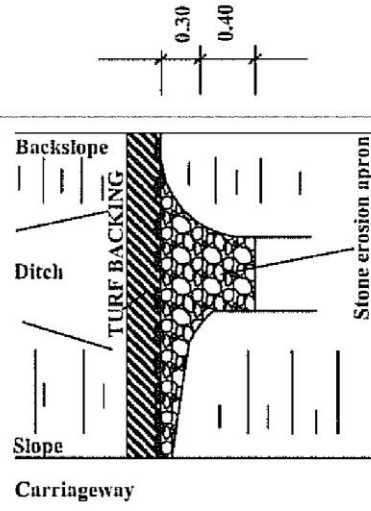 0.30
0.40
Backslope
TURF BACKING
Ditch
Stone erosion apron
Slope
Carriageway